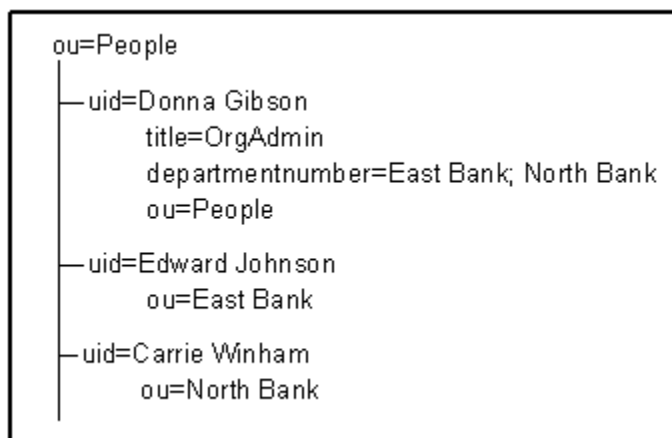 ou=People
uid=Donna Gibson
title=OrgAdmin
departmentnumber=East Bank; North Bank
ou=People
uid=Edward Johnson
ou=East Bank
uid=Carrie Winham
ou=North Bank